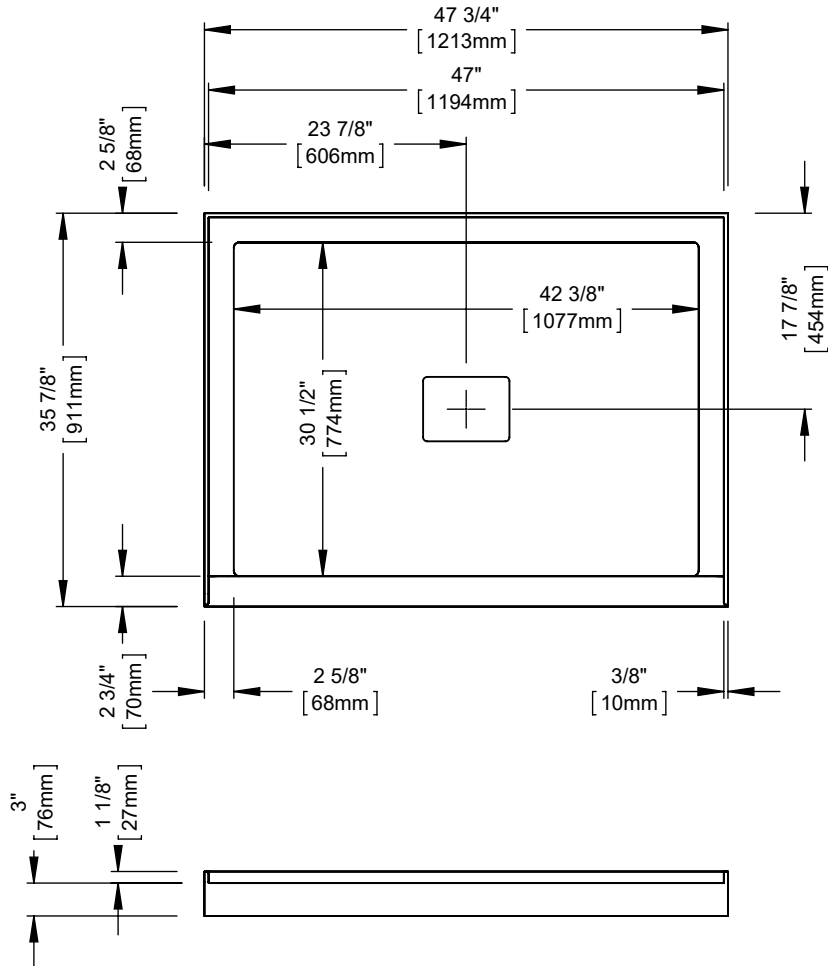 47 3/4"
[1213mm]
47"
[1194mm]
23 7/8"
[606mm]
2 5/8"
[68mm]
17 7/8"
[454mm]
42 3/8"
[1077mm]
35 7/8"
[911mm]
30 1/2"
[774mm]
2 3/4"
[70mm]
2 5/8"
[68mm]
3/8"
[10mm]
3"
[76mm]
1 1/8"
[27mm]